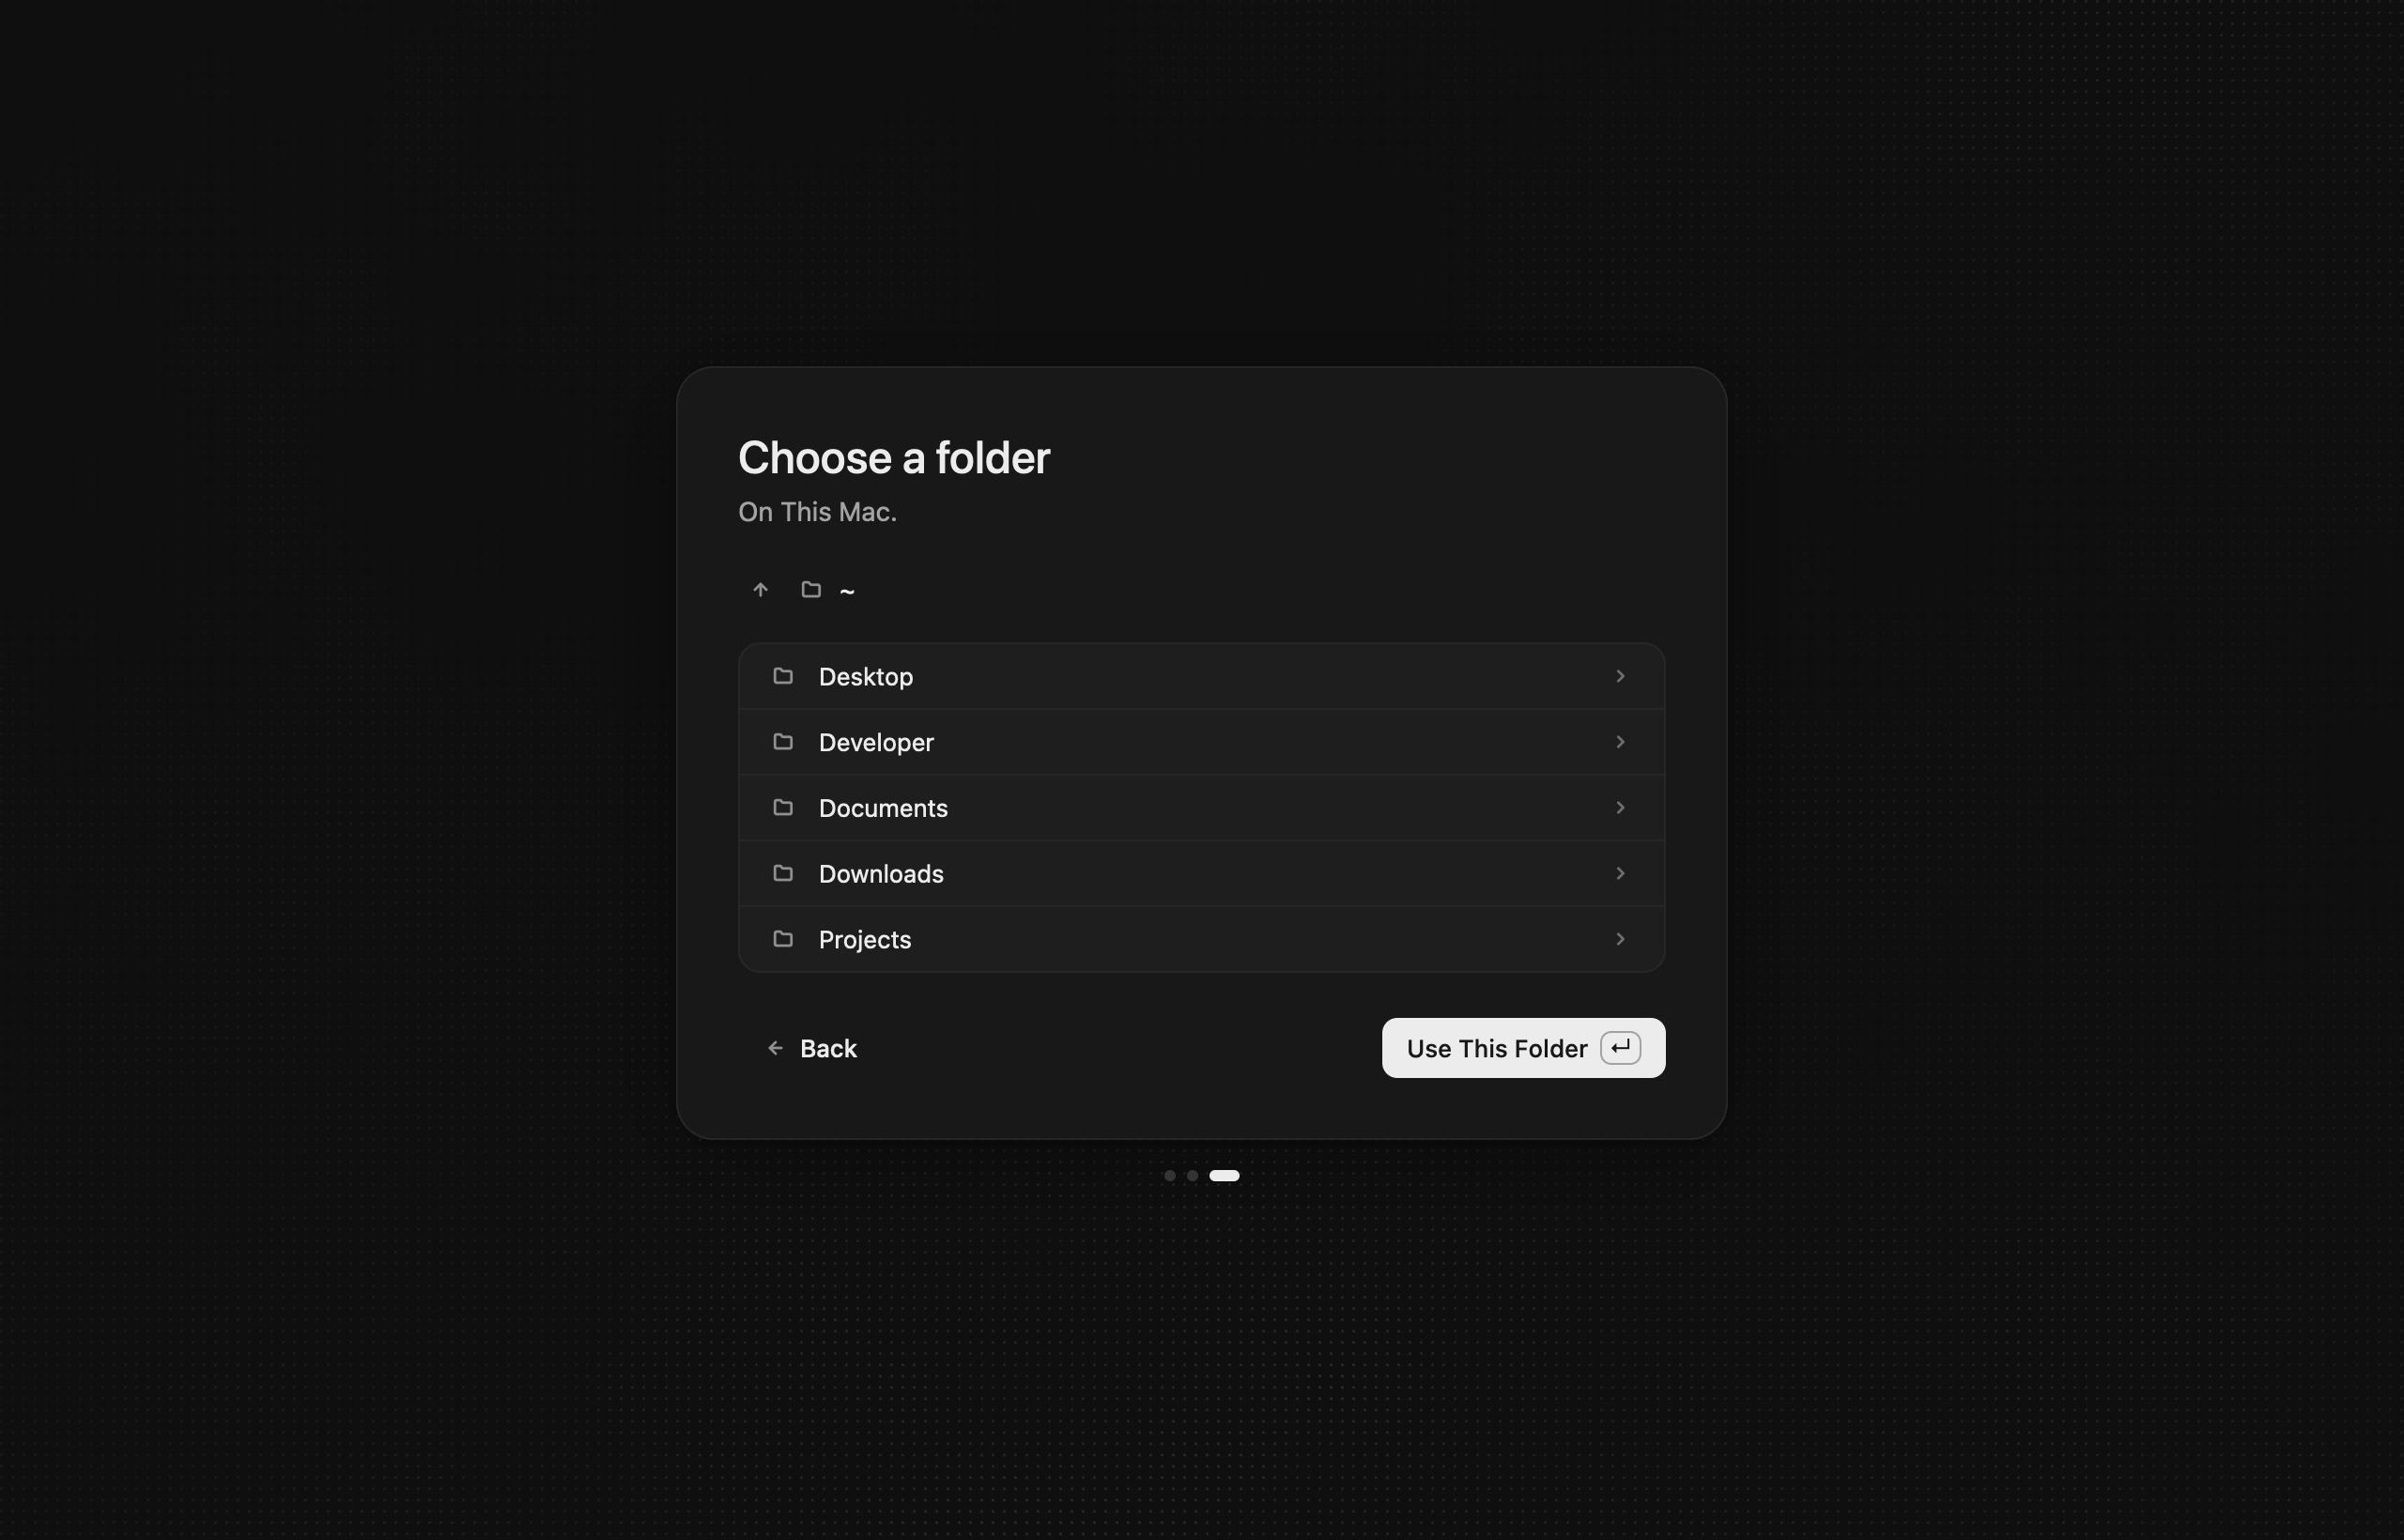 Choose a folder
On This Mac.
~
Desktop
Developer
Documents
Downloads
Projects
Back
Use This Folder